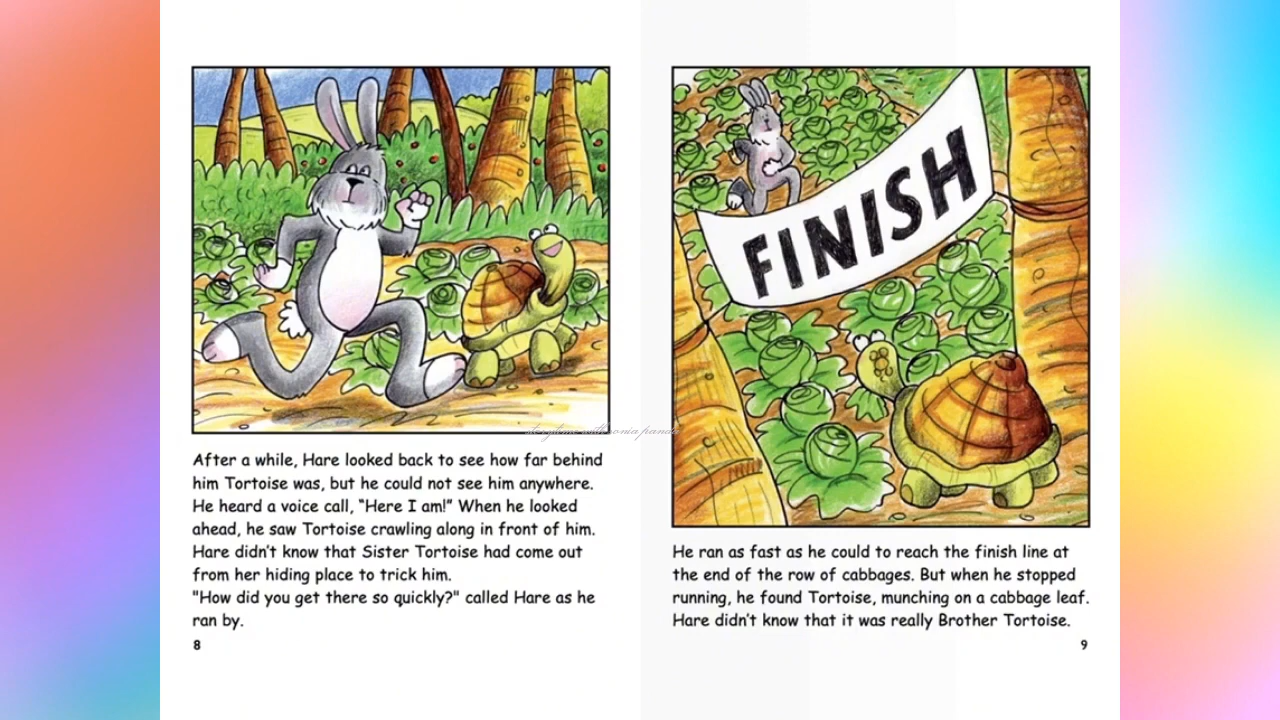 FINISH
After a while, Hare looked back to see how far behind
him Tortoise was, but he could not see him anywhere.
He heard a voice call, “Here I am!” When he looked
ahead, he saw Tortoise crawling along in front of him.
Hare didn’t know that Sister Tortoise had come out
from her hiding place to trick him.
"How did you get there so quickly?" called Hare as he
ran by.
8
He ran as fast as he could to reach the finish line at
the end of the row of cabbages. But when he stopped
running, he found Tortoise, munching on a cabbage leaf.
Hare didn’t know that it was really Brother Tortoise.
9
storytime with sonia pandit